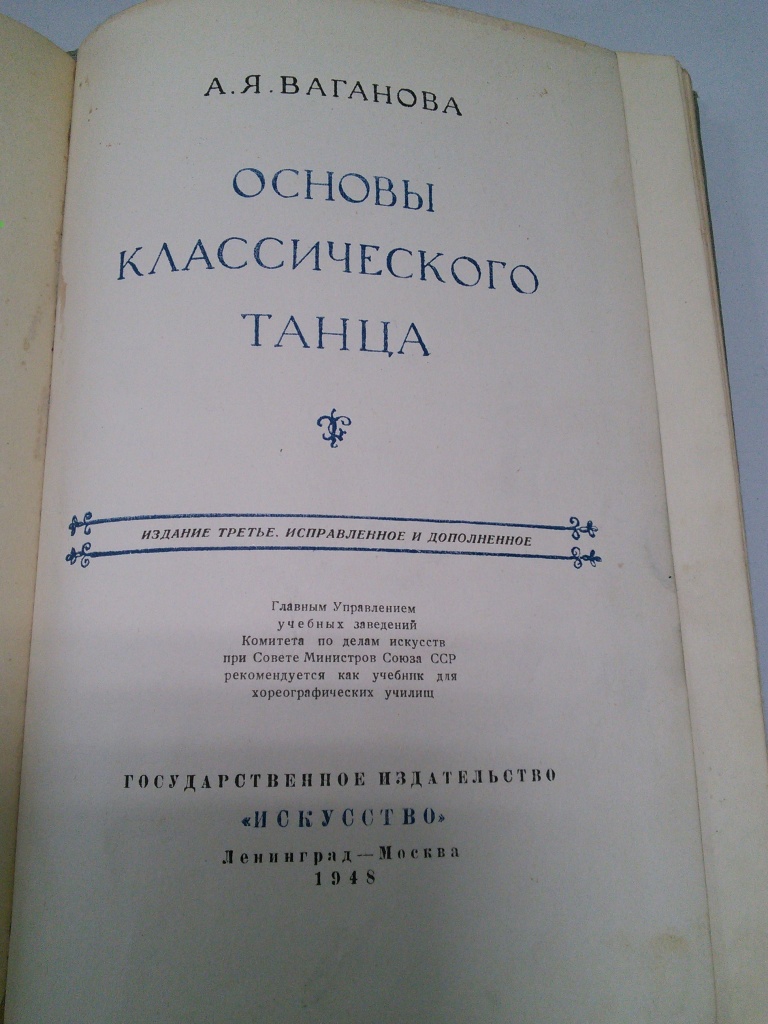 А. Я. ВАГАНОВА
ОСНОВЫ
КЛАССИЧЕСКОГО
ТАНЦА
ИЗДАНИЕ ТРЕТЬЕ. ИСПРАВЛЕННОЕ И ДОПОЛНЕННОЕ
Главным Управлением
учебных заведений
Комитета по делам искусств
при Совете Министров Союза ССР
рекомендуется как учебник для
хореографических училищ
ГОСУДАРСТВЕННОЕ ИЗДАТЕЛЬСТВО
«ИСКУССТВО»
Ленинград — Москва
1948